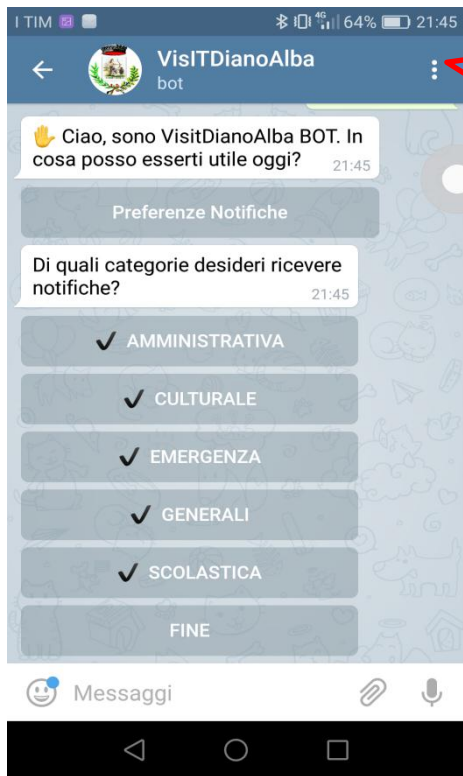 I TIM 4G 64% 21:45
VisITDianoAlba
bot
🖐 Ciao, sono VisitDianoAlba BOT. In
cosa posso esserti utile oggi? 21:45
Preferenze Notifiche
Di quali categorie desideri ricevere
notifiche? 21:45
✔ AMMINISTRATIVA
✔ CULTURALE
✔ EMERGENZA
✔ GENERALI
✔ SCOLASTICA
FINE
Messaggi